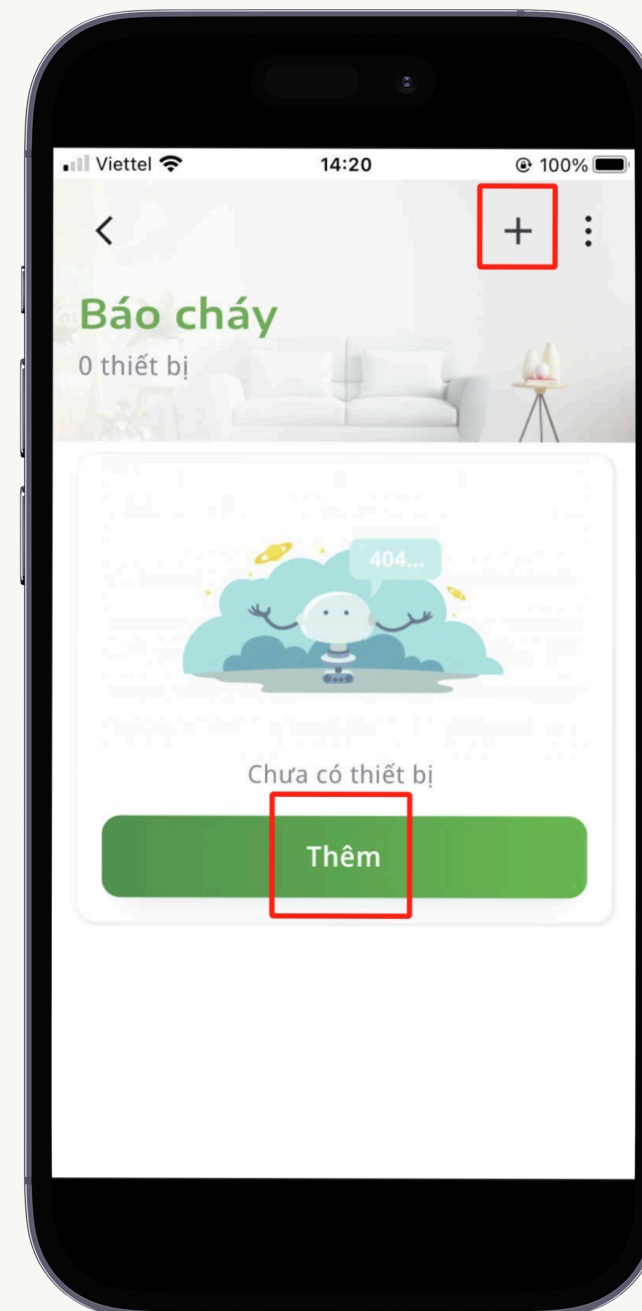 Viettel 14:20 100%
Báo cháy
0 thiết bị
404...
Chưa có thiết bị
Thêm